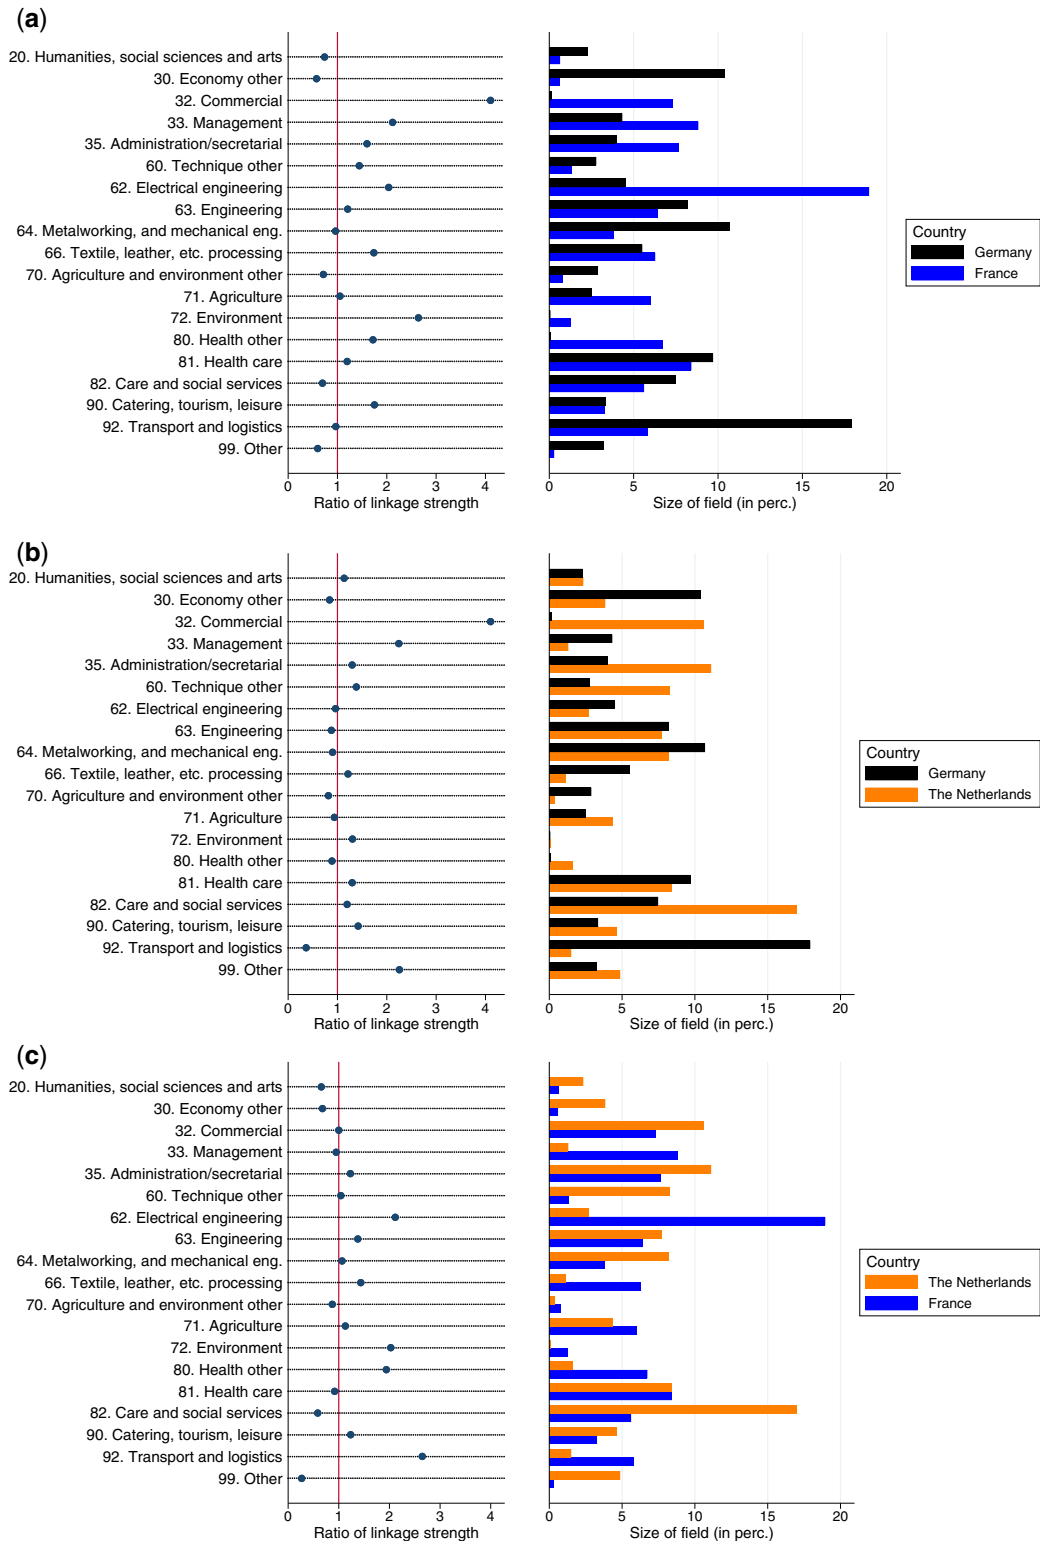 (a)
20. Humanities, social sciences and arts
30. Economy other
32. Commercial
33. Management
35. Administration/secretarial
60. Technique other
62. Electrical engineering
63. Engineering
64. Metalworking, and mechanical eng.
66. Textile, leather, etc. processing
70. Agriculture and environment other
71. Agriculture
72. Environment
80. Health other
81. Health care
82. Care and social services
90. Catering, tourism, leisure
92. Transport and logistics
99. Other
0 1 2 3 4
Ratio of linkage strength
0 5 10 15 20
Size of field (in perc.)
Country
Germany
France
(b)
20. Humanities, social sciences and arts
30. Economy other
32. Commercial
33. Management
35. Administration/secretarial
60. Technique other
62. Electrical engineering
63. Engineering
64. Metalworking, and mechanical eng.
66. Textile, leather, etc. processing
70. Agriculture and environment other
71. Agriculture
72. Environment
80. Health other
81. Health care
82. Care and social services
90. Catering, tourism, leisure
92. Transport and logistics
99. Other
0 1 2 3 4
Ratio of linkage strength
0 5 10 15 20
Size of field (in perc.)
Country
Germany
The Netherlands
(c)
20. Humanities, social sciences and arts
30. Economy other
32. Commercial
33. Management
35. Administration/secretarial
60. Technique other
62. Electrical engineering
63. Engineering
64. Metalworking, and mechanical eng.
66. Textile, leather, etc. processing
70. Agriculture and environment other
71. Agriculture
72. Environment
80. Health other
81. Health care
82. Care and social services
90. Catering, tourism, leisure
92. Transport and logistics
99. Other
0 1 2 3 4
Ratio of linkage strength
0 5 10 15 20
Size of field (in perc.)
Country
The Netherlands
France